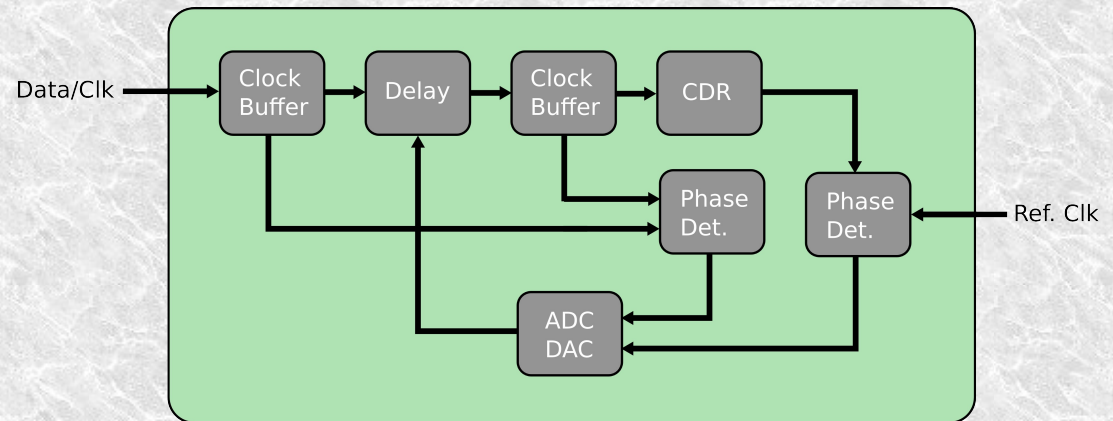 Data/Clk
Clock
Buffer
Delay
Clock
Buffer
CDR
Phase
Det.
Phase
Det.
Ref. Clk
ADC
DAC